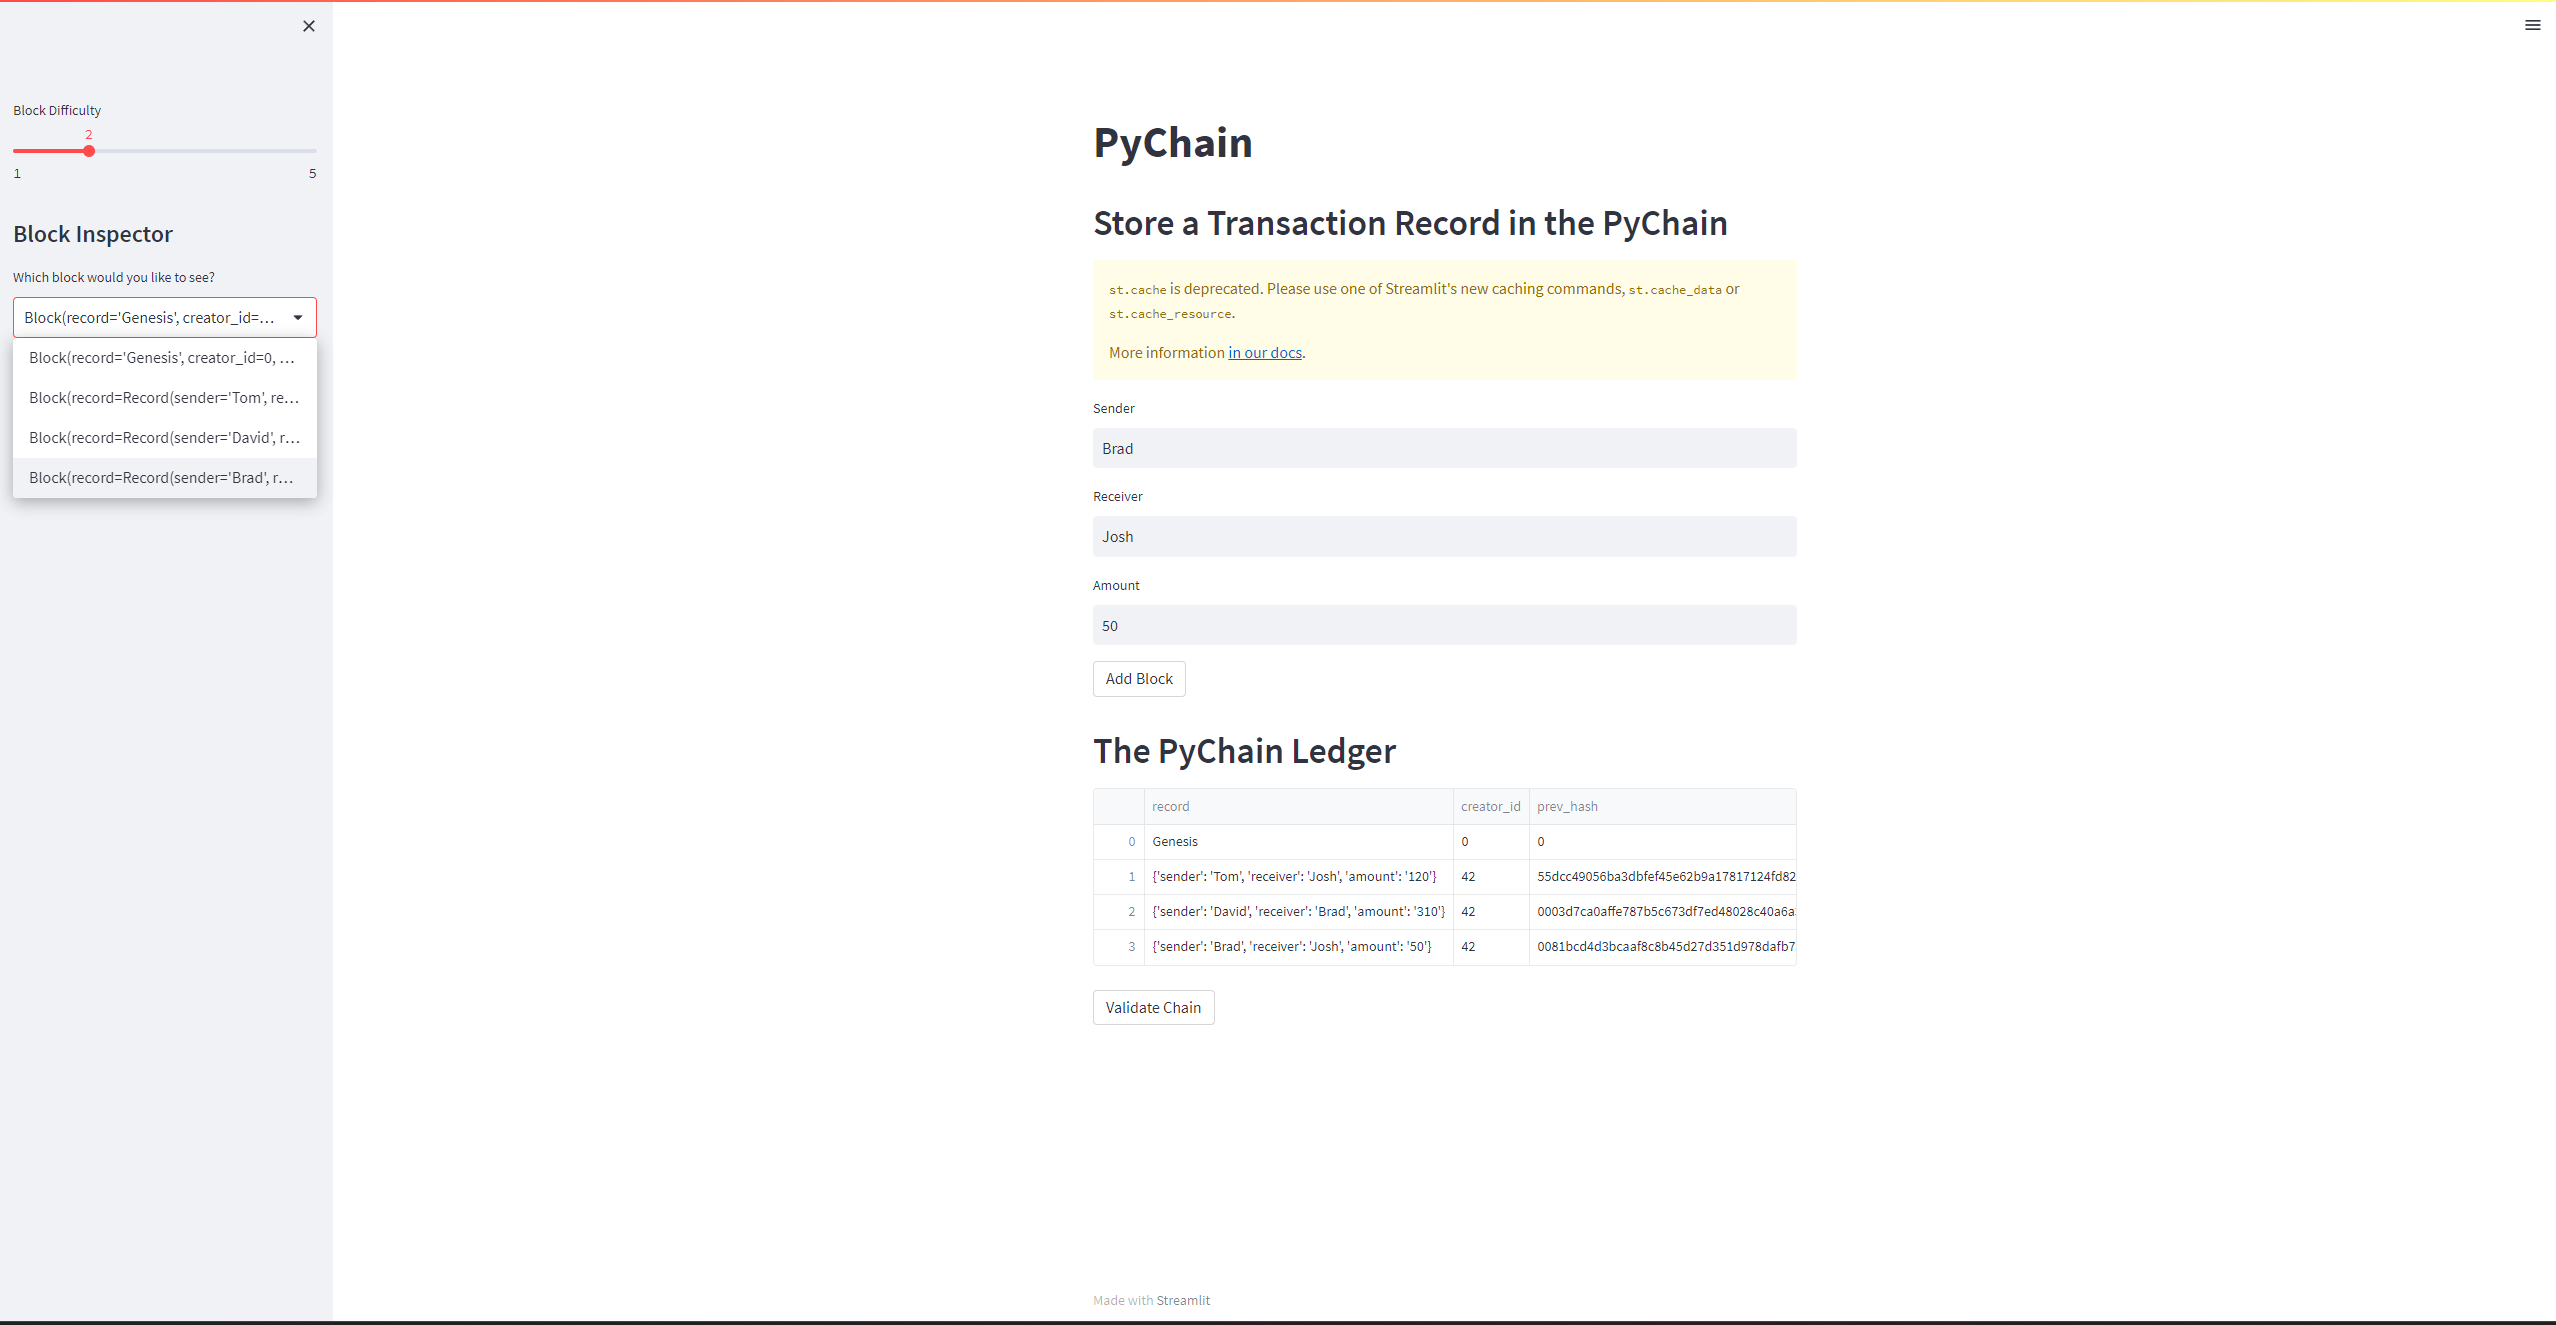 Block Difficulty
2
1 5
Block Inspector
Which block would you like to see?
Block(record='Genesis', creator_id=...
Block(record='Genesis', creator_id=0, ...
Block(record=Record(sender='Tom', re...
Block(record=Record(sender='David', r...
Block(record=Record(sender='Brad', r...
PyChain
Store a Transaction Record in the PyChain
st.cache is deprecated. Please use one of Streamlit's new caching commands, st.cache_data or
st.cache_resource.
More information in our docs.
Sender
Brad
Receiver
Josh
Amount
50
Add Block
The PyChain Ledger
record creator_id prev_hash
0 Genesis 0 0
1 {'sender': 'Tom', 'receiver': 'Josh', 'amount': '120'} 42 55dcc49056ba3dbfef45e62b9a17817124fd82
2 {'sender': 'David', 'receiver': 'Brad', 'amount': '310'} 42 0003d7ca0affe787b5c673df7ed48028c40a6a
3 {'sender': 'Brad', 'receiver': 'Josh', 'amount': '50'} 42 0081bcd4d3bcaaf8c8b45d27d351d978dafb7
Validate Chain
Made with Streamlit